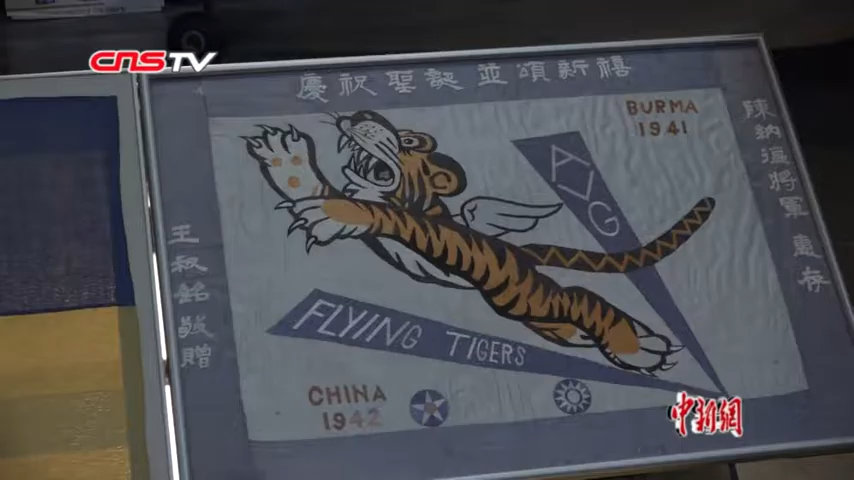 CNSTV
慶祝聖誕並頌新禧
BURMA
1941
陳納德將軍惠存
AVG
FLYING TIGERS
王叔銘敬贈
CHINA
1942
中新網